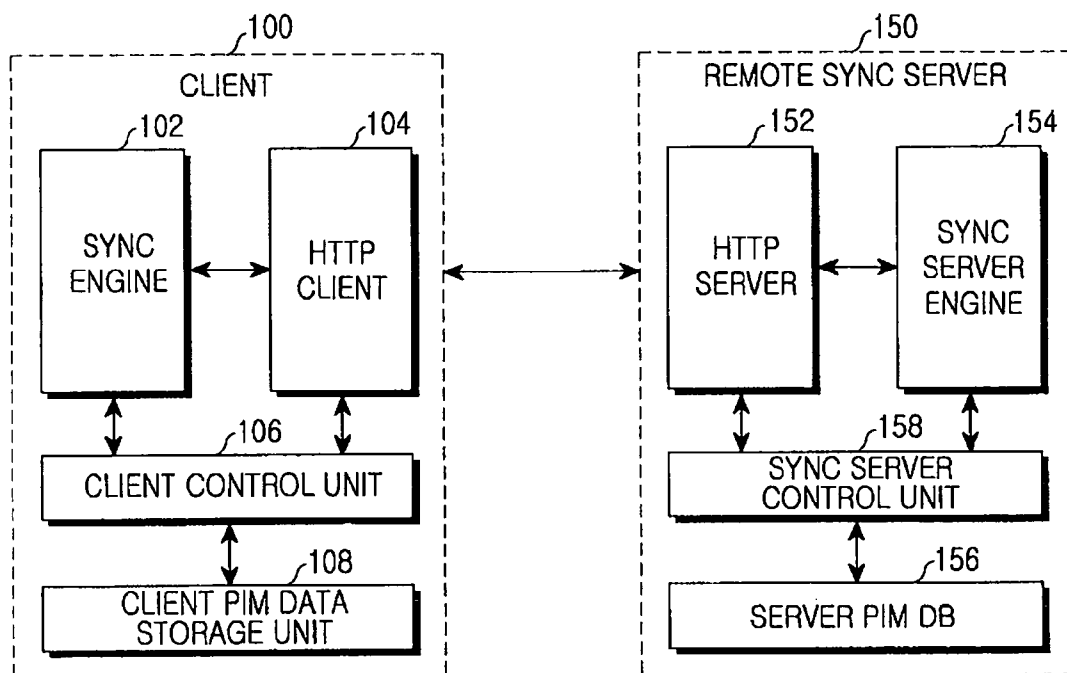 100
CLIENT
102
104
SYNC
ENGINE
HTTP
CLIENT
106
CLIENT CONTROL UNIT
108
CLIENT PIM DATA
STORAGE UNIT
150
REMOTE SYNC SERVER
152
154
HTTP
SERVER
SYNC
SERVER
ENGINE
158
SYNC SERVER
CONTROL UNIT
156
SERVER PIM DB